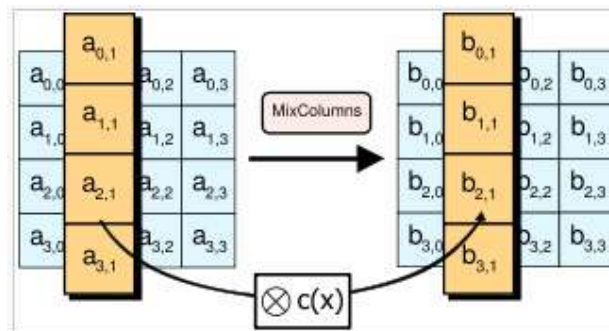 a0,1 b0,1
a0,0 a0,2 a0,3 b0,0 b0,2 b0,3
MixColumns
a1,1 b1,1
a1,0 a1,2 a1,3 b1,0 b1,2 b1,3
a2,1 b2,1
a2,0 a2,2 a2,3 b2,0 b2,2 b2,3
a3,0 a3,2 a3,3 b3,0 b3,2 b3,3
a3,1 b3,1
⊗ c(x)